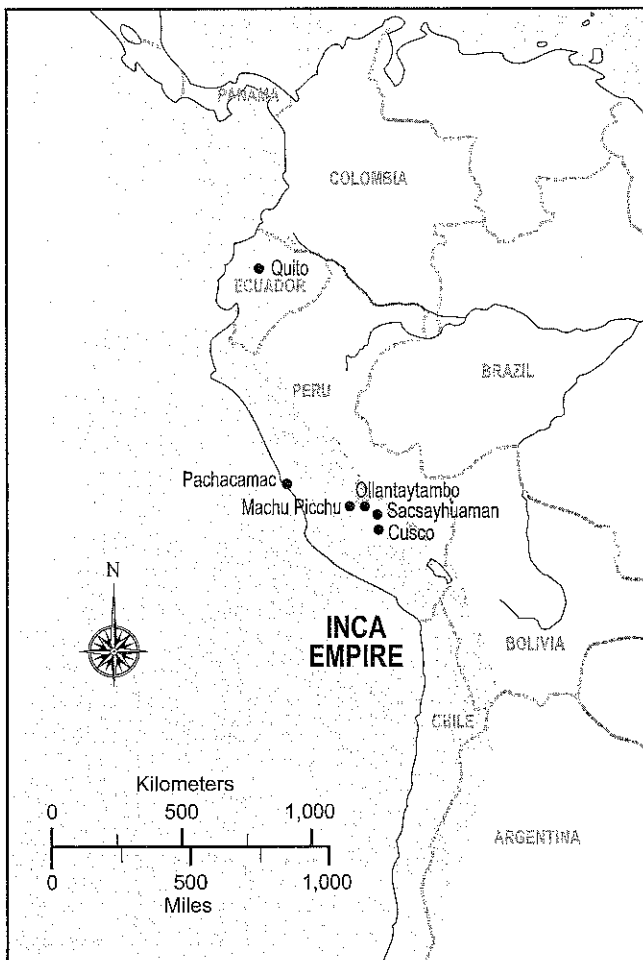 PANAMA
COLOMBIA
Quito
ECUADOR
PERU
BRAZIL
Pachacamac
Ollantaytambo
Machu Picchu
Sacsayhuaman
Cusco
N
INCA
EMPIRE
BOLIVIA
CHILE
Kilometers
0 500 1,000
0 500 1,000
Miles
ARGENTINA